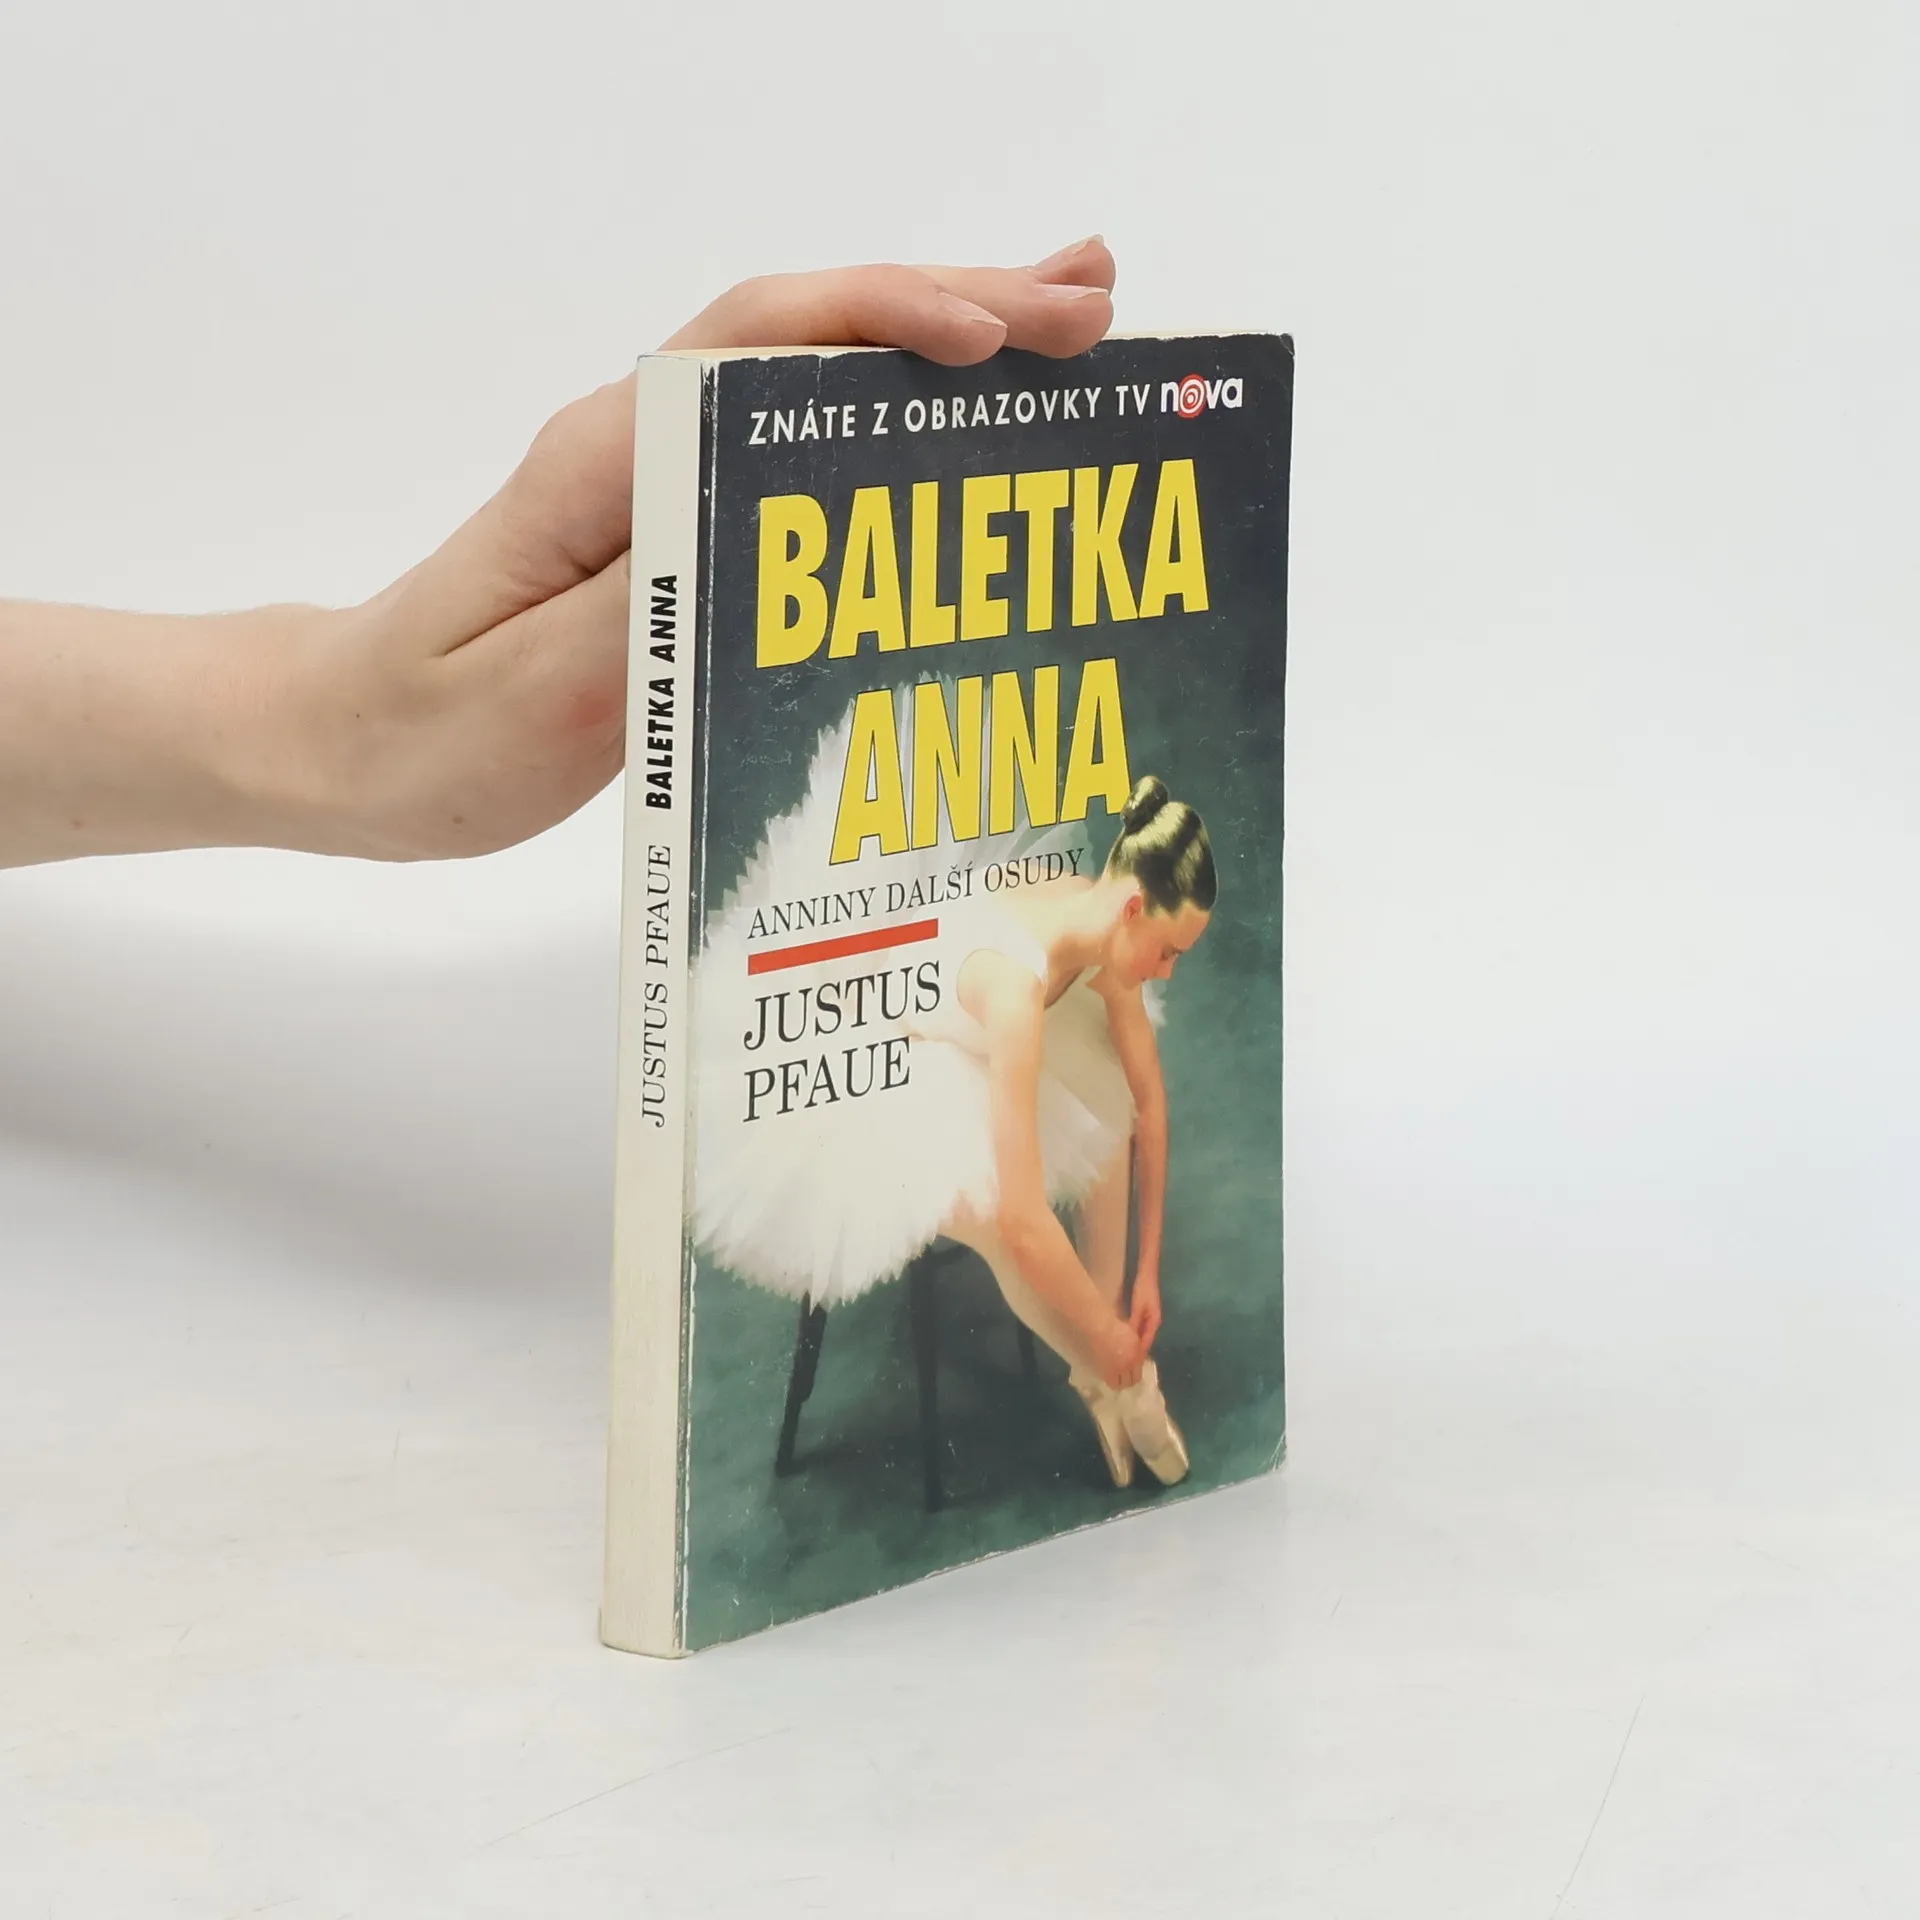 JUSTUS PFAUE BALETKA ANNA
ZNÁTE Z OBRAZOVKY TV nova
BALETKA
ANNA
ANNINY DALŠÍ OSUDY
JUSTUS
PFAUE